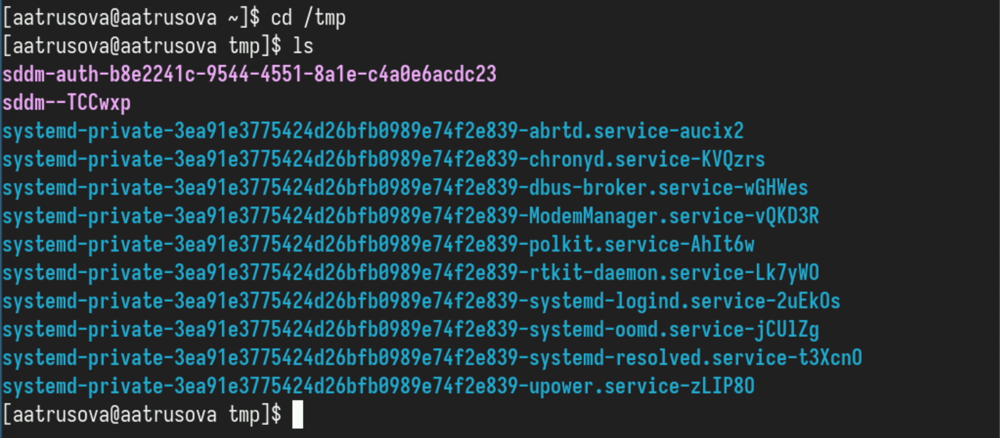 [aatrusova@aatrusova ~]$ cd /tmp
[aatrusova@aatrusova tmp]$ ls
sddm-auth-b8e2241c-9544-4551-8a1e-c4a0e6acdc23
sddm--TCCwxp
systemd-private-3ea91e3775424d26bfb0989e74f2e839-abrtd.service-aucix2
systemd-private-3ea91e3775424d26bfb0989e74f2e839-chronyd.service-KVQzrs
systemd-private-3ea91e3775424d26bfb0989e74f2e839-dbus-broker.service-wGHWes
systemd-private-3ea91e3775424d26bfb0989e74f2e839-ModemManager.service-vQKD3R
systemd-private-3ea91e3775424d26bfb0989e74f2e839-polkit.service-AhIt6w
systemd-private-3ea91e3775424d26bfb0989e74f2e839-rtkit-daemon.service-Lk7yWO
systemd-private-3ea91e3775424d26bfb0989e74f2e839-systemd-logind.service-2uEkOs
systemd-private-3ea91e3775424d26bfb0989e74f2e839-systemd-oomd.service-jCUlZg
systemd-private-3ea91e3775424d26bfb0989e74f2e839-systemd-resolved.service-t3XcnO
systemd-private-3ea91e3775424d26bfb0989e74f2e839-upower.service-zLIP8O
[aatrusova@aatrusova tmp]$